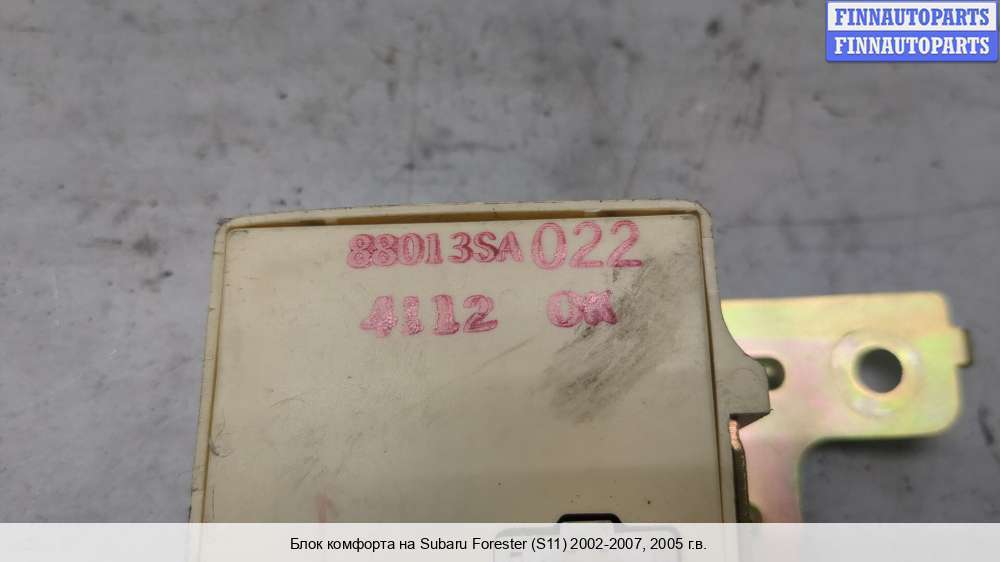 FINNAUTOPARTS
FINNAUTOPARTS
88013SA022
4112 OK
Блок комфорта на Subaru Forester (S11) 2002-2007, 2005 г.в.